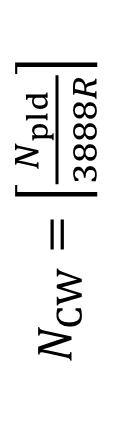 N_CW = [N_pld / 3888R]